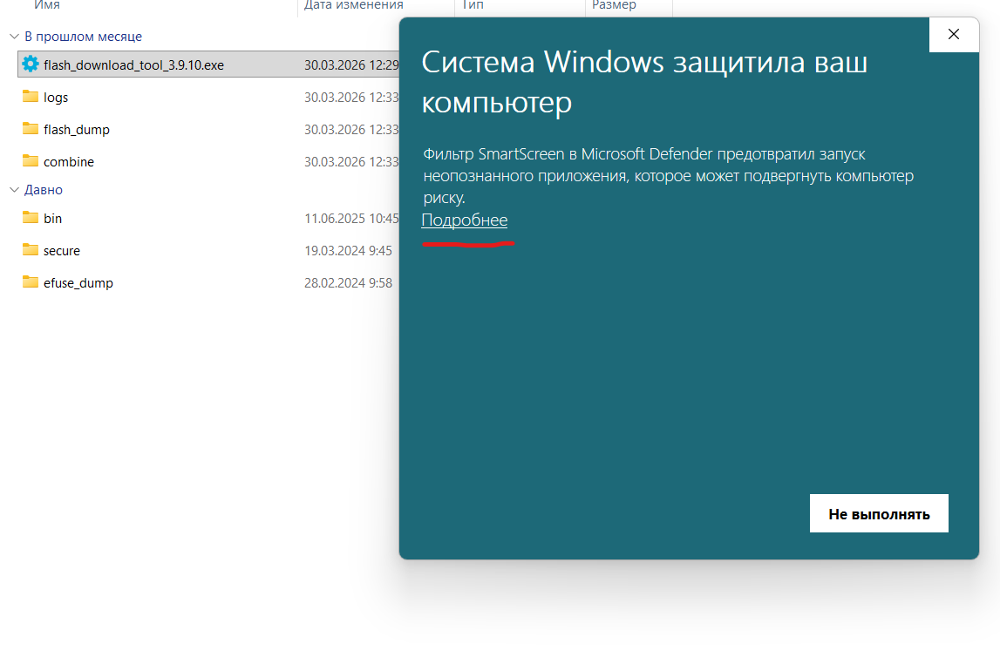 Имя Дата изменения Тип Размер
В прошлом месяце
flash_download_tool_3.9.10.exe 30.03.2026 12:29
logs 30.03.2026 12:33
flash_dump 30.03.2026 12:33
combine 30.03.2026 12:33
Давно
bin 11.06.2025 10:45
secure 19.03.2024 9:45
efuse_dump 28.02.2024 9:58
Система Windows защитила ваш
компьютер
Фильтр SmartScreen в Microsoft Defender предотвратил запуск
неопознанного приложения, которое может подвергнуть компьютер
риску.
Подробнее
Не выполнять